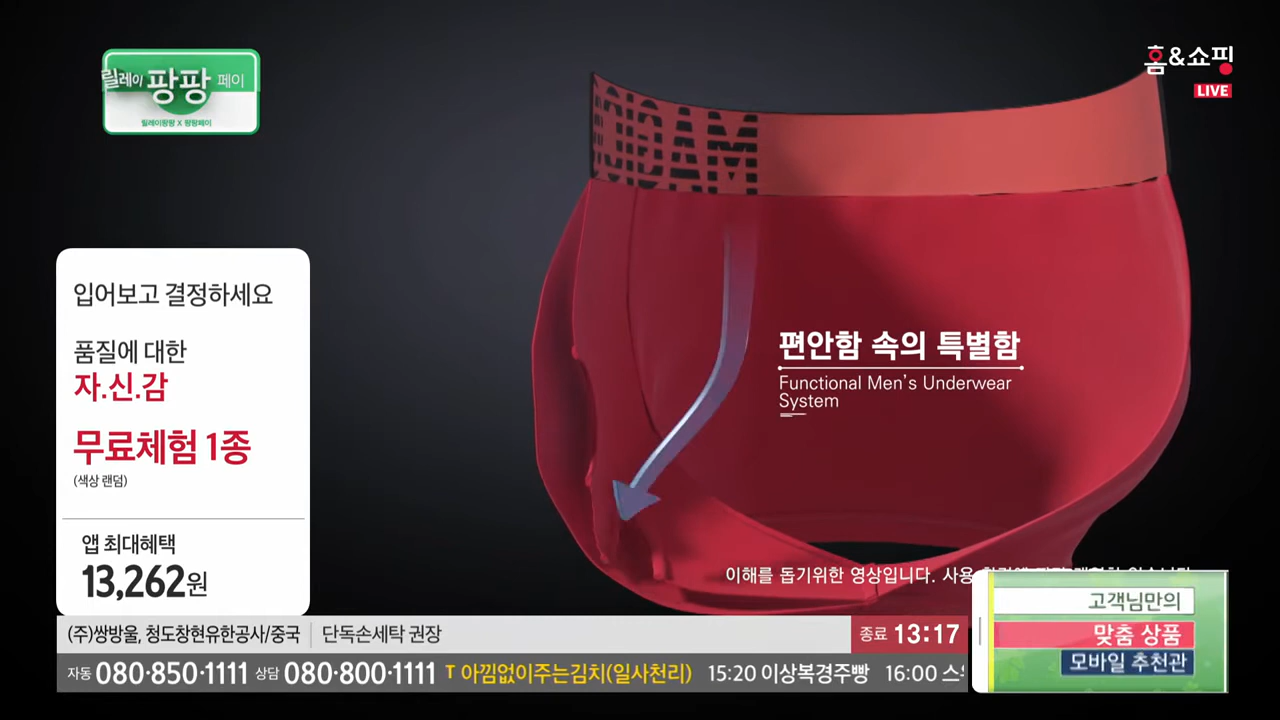 릴레이 팡팡 페이
릴레이팡팡 X 팡팡페이
홈&쇼핑
LIVE
입어보고 결정하세요
품질에 대한
자.신.감
무료체험 1종
(색상 랜덤)
앱 최대혜택
13,262원
편안함 속의 특별함
Functional Men's Underwear
System
이해를 돕기위한 영상입니다. 사용
고객님만의
맞춤 상품
모바일 추천관
(주)쌍방울, 청도창현유한공사/중국 단독손세탁 권장
종료 13:17
자동 080·850·1111 상담 080·800·1111 T 아낌없이주는김치(일사천리) 15:20 이상복경주빵 16:00